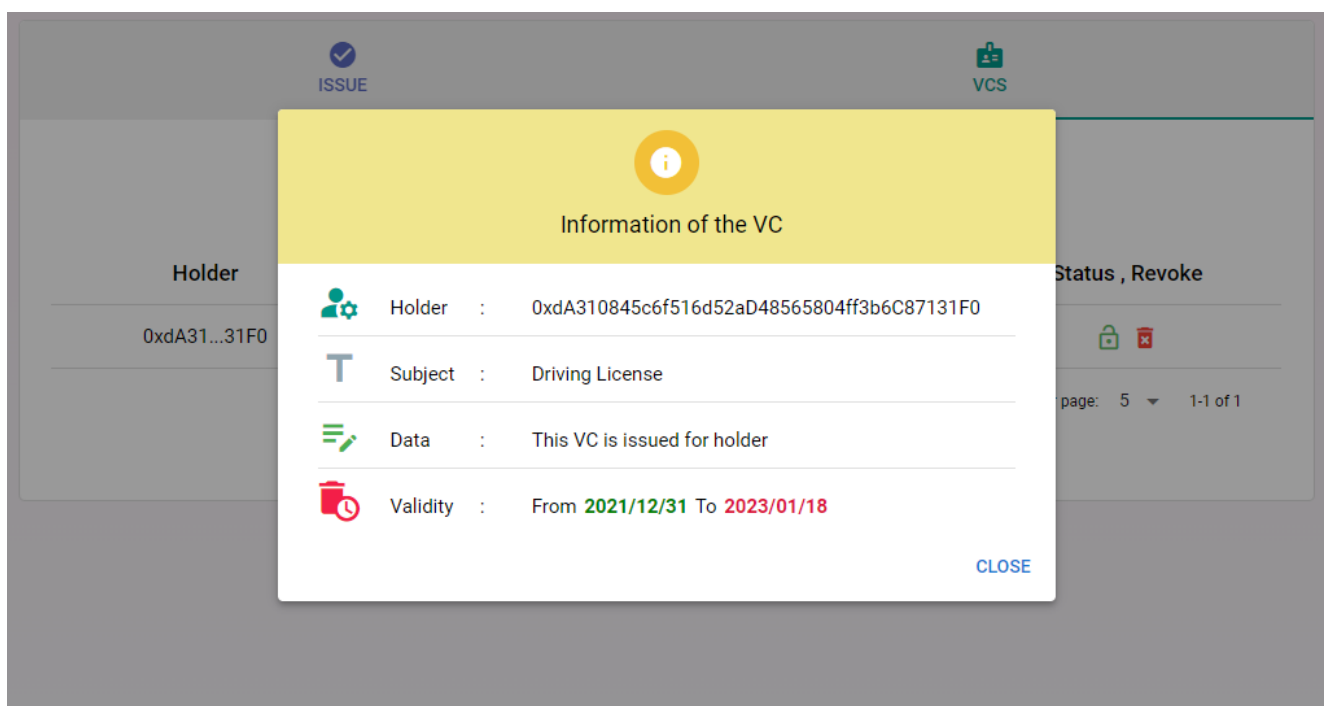 ISSUE
VCS
Information of the VC
Holder
Status , Revoke
0xdA31...31F0
page: 5
1-1 of 1
Holder : 0xdA310845c6f516d52aD48565804ff3b6C87131F0
Subject : Driving License
Data : This VC is issued for holder
Validity : From 2021/12/31 To 2023/01/18
CLOSE